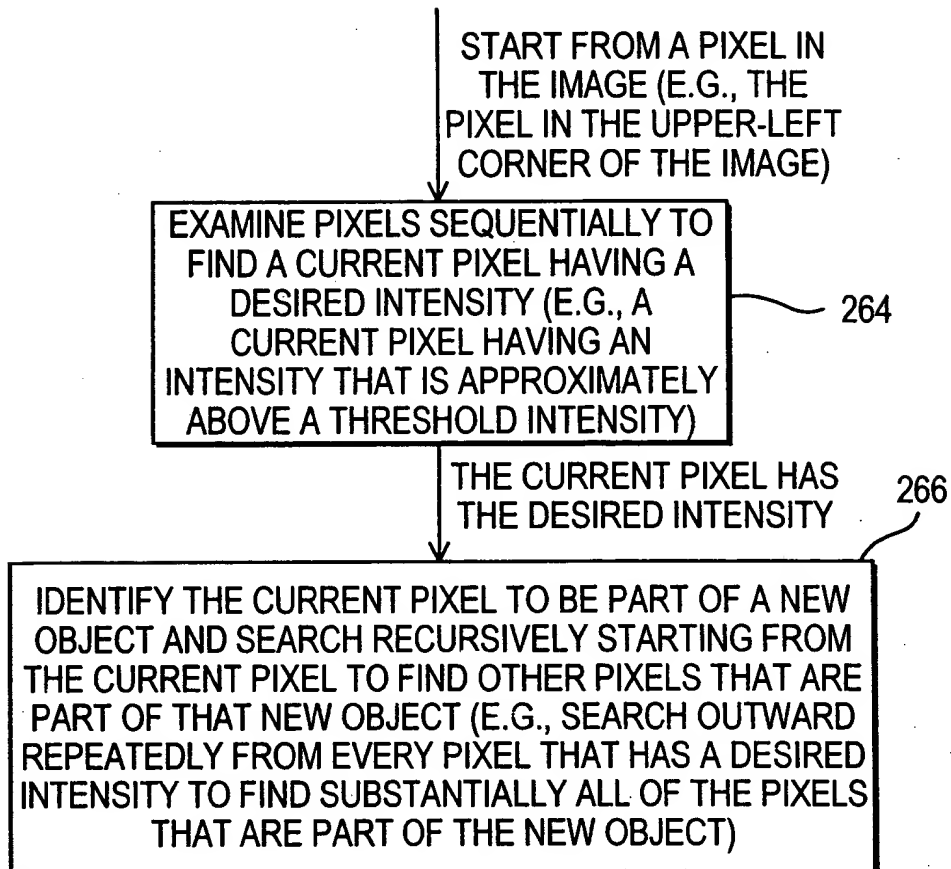 START FROM A PIXEL IN
THE IMAGE (E.G., THE
PIXEL IN THE UPPER-LEFT
CORNER OF THE IMAGE)
EXAMINE PIXELS SEQUENTIALLY TO
FIND A CURRENT PIXEL HAVING A
DESIRED INTENSITY (E.G., A
CURRENT PIXEL HAVING AN
INTENSITY THAT IS APPROXIMATELY
ABOVE A THRESHOLD INTENSITY)
264
THE CURRENT PIXEL HAS
THE DESIRED INTENSITY
266
IDENTIFY THE CURRENT PIXEL TO BE PART OF A NEW
OBJECT AND SEARCH RECURSIVELY STARTING FROM
THE CURRENT PIXEL TO FIND OTHER PIXELS THAT ARE
PART OF THAT NEW OBJECT (E.G., SEARCH OUTWARD
REPEATEDLY FROM EVERY PIXEL THAT HAS A DESIRED
INTENSITY TO FIND SUBSTANTIALLY ALL OF THE PIXELS
THAT ARE PART OF THE NEW OBJECT)